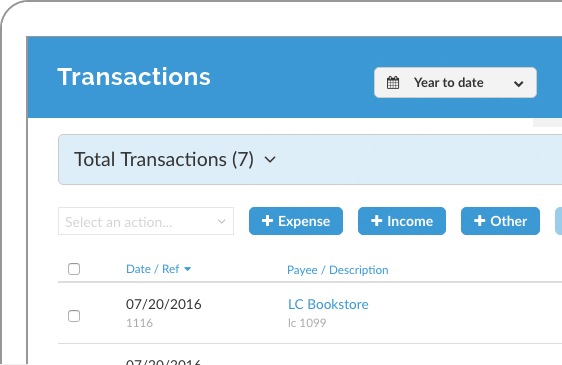 Transactions
Year to date
Total Transactions (7)
Select an action...
+ Expense
+ Income
+ Other
Date / Ref
Payee / Description
07/20/2016
LC Bookstore
1116
lc 1099
07/20/2016